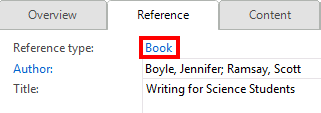 Overview Reference Content
Reference type: Book
Author: Boyle, Jennifer; Ramsay, Scott
Title: Writing for Science Students